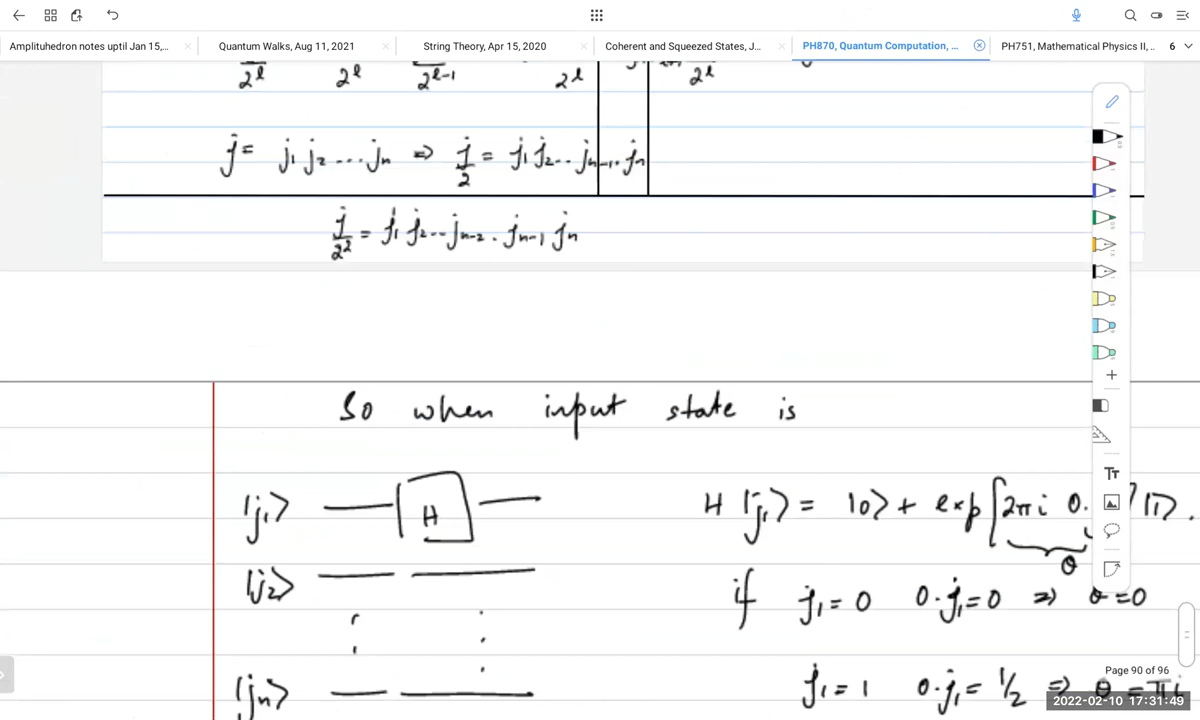 Amplituhedron notes uptil Jan 15,...
Quantum Walks, Aug 11, 2021
String Theory, Apr 15, 2020
Coherent and Squeezed States, J...
PH870, Quantum Computation, ...
PH751, Mathematical Physics II, ..
6
2^ℓ 2^ℓ 2^{ℓ-1} 2^ℓ 2^ℓ
j = j₁ j₂ ... jₙ ⇒ j/2 = j₁ j₂ .. jₙ₋₁ . jₙ
j/2² = j₁ j₂ .. jₙ₋₂ . jₙ₋₁ jₙ
So when input state is
|j₁⟩ H H |j₁⟩ = |0⟩ + exp[2πi 0. |1⟩.
θ
|j₂⟩ if j₁ = 0 0.j₁ = 0 ⇒ θ = 0
|jₙ⟩ j₁ = 1 0.j₁ = 1/2 ⇒ θ = πi
TT
Page 90 of 96
2022-02-10 17:31:49